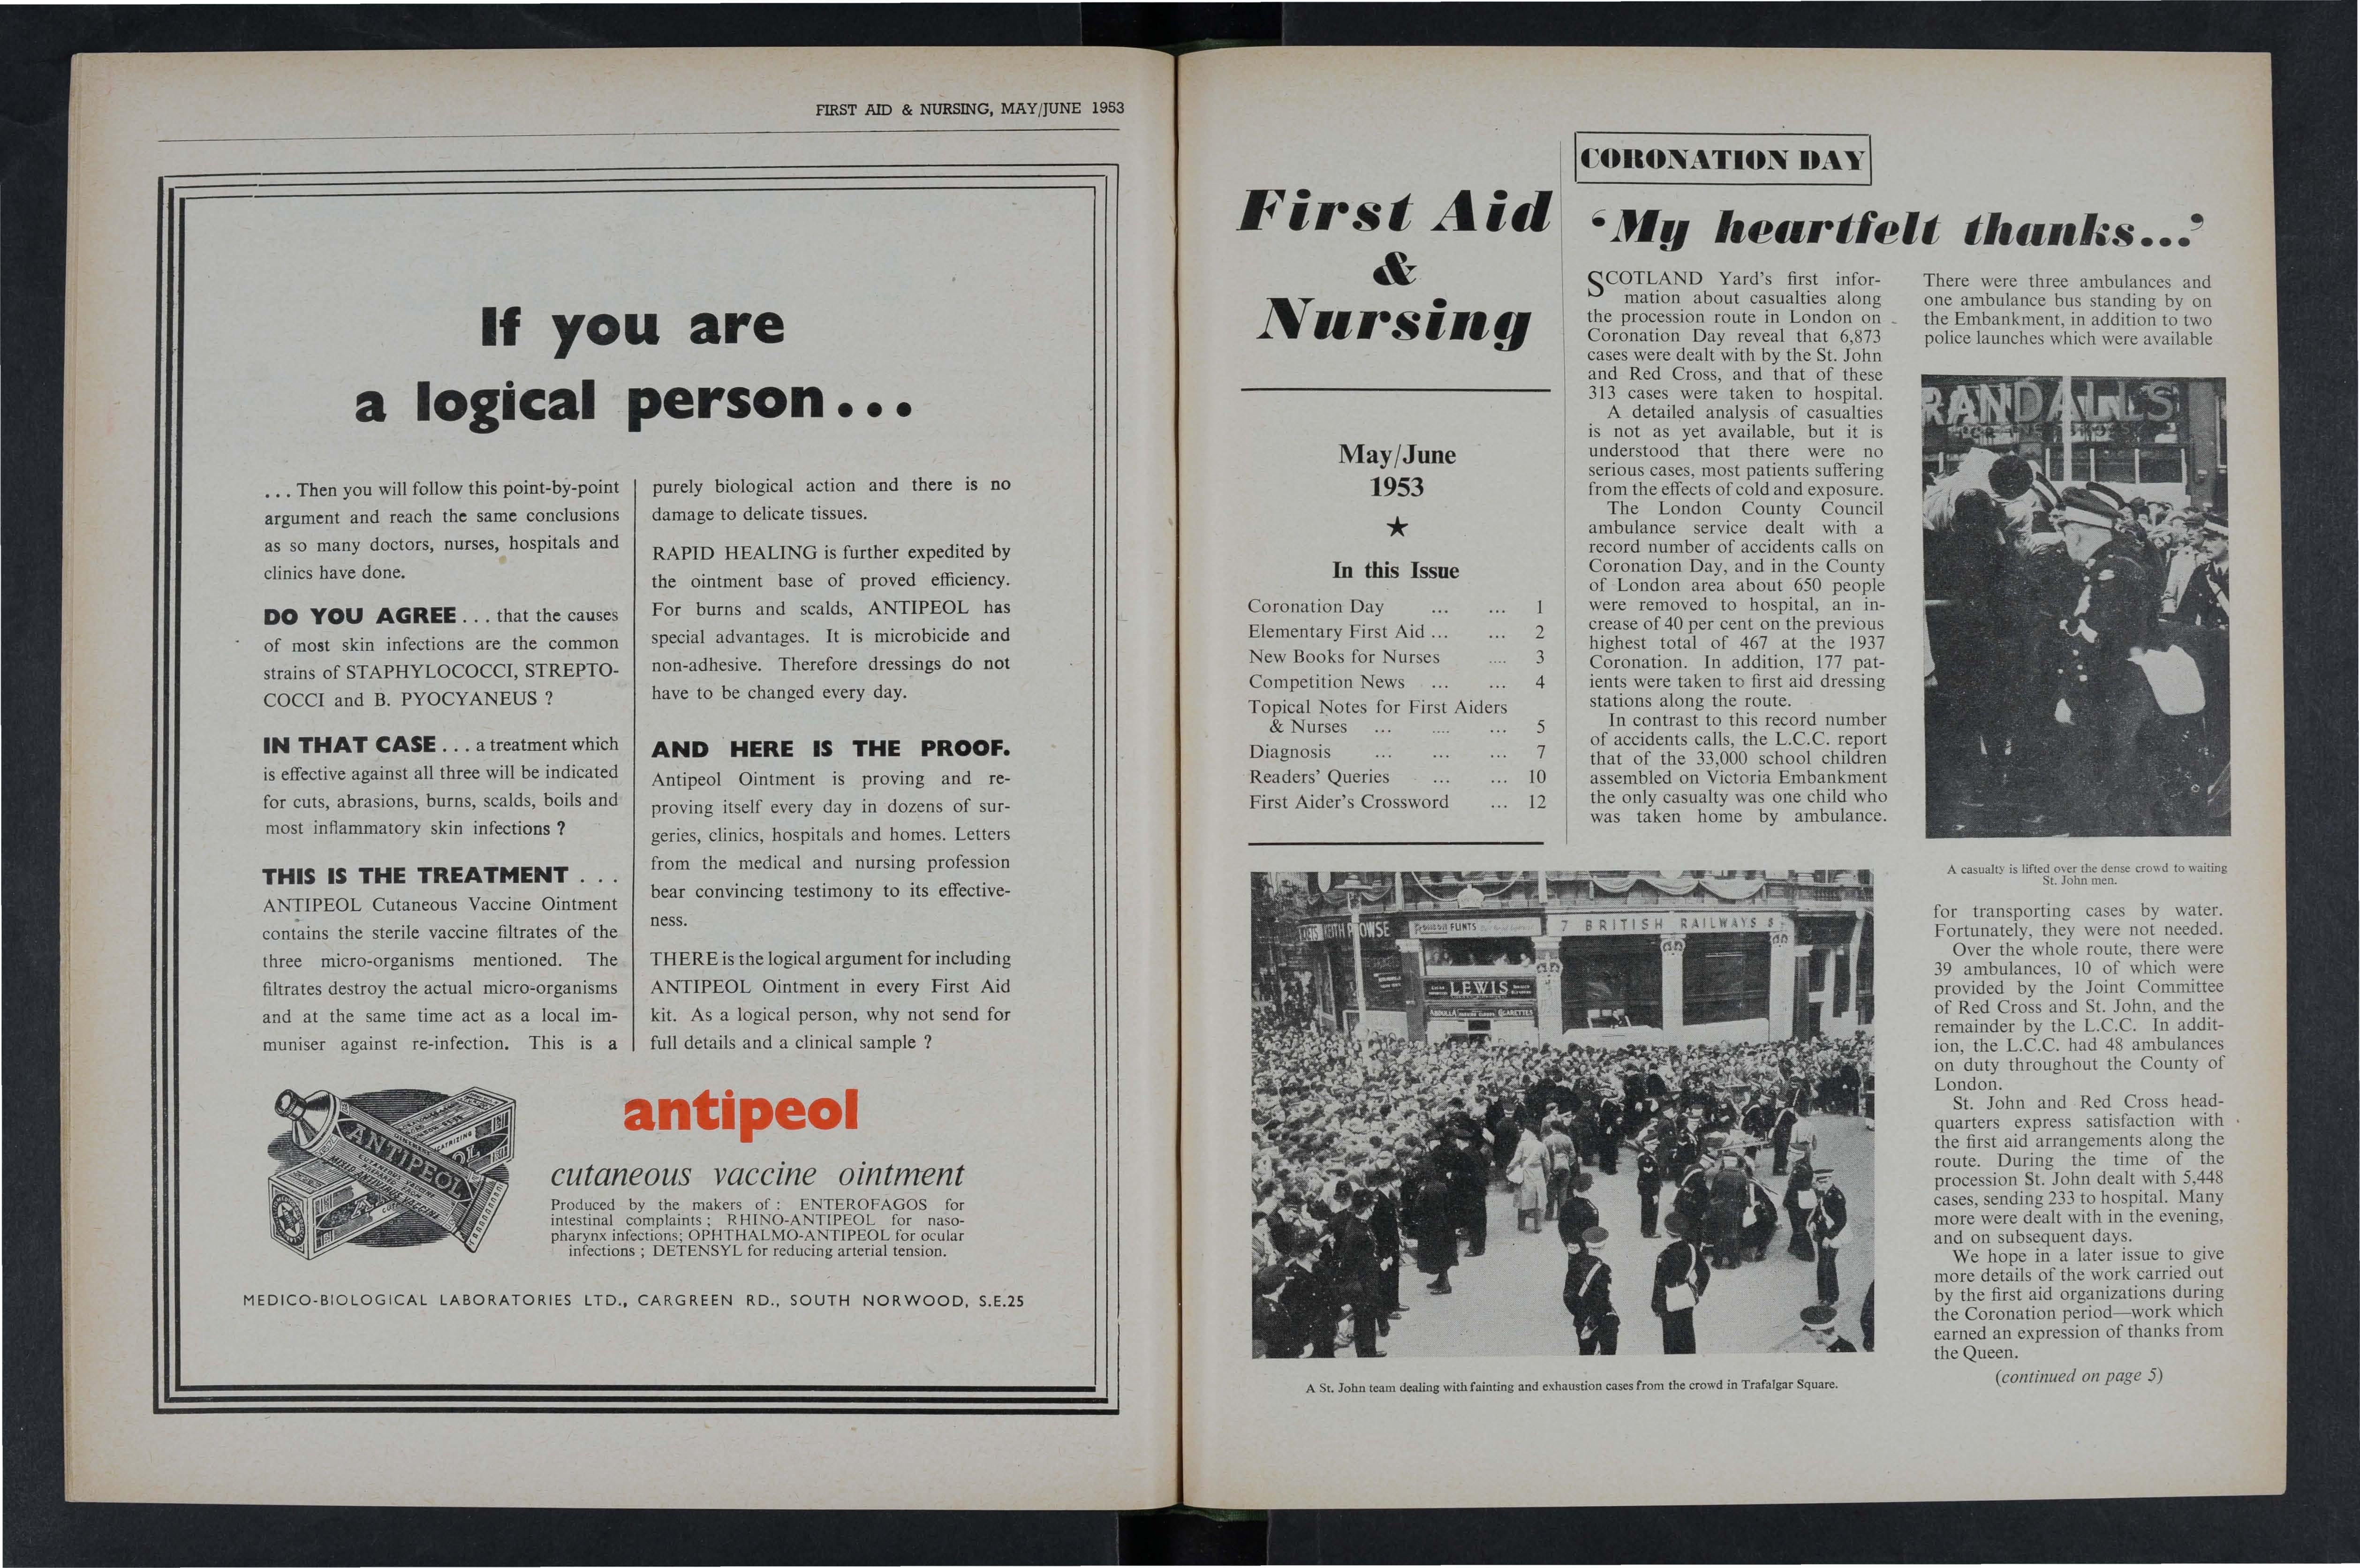 FIRST AID & NURSING, MAY/JUNE 1953
If you are
a logical person...
... Then you will follow this point-by-point
argument and reach the same conclusions
as so many doctors, nurses, hospitals and
clinics have done.
DO YOU AGREE ... that the causes
of most skin infections are the common
strains of STAPHYLOCOCCI, STREPTO-
COCCI and B. PYOCYANEUS ?
IN THAT CASE ... a treatment which
is effective against all three will be indicated
for cuts, abrasions, burns, scalds, boils and
most inflammatory skin infections ?
THIS IS THE TREATMENT . . .
ANTIPEOL Cutaneous Vaccine Ointment
contains the sterile vaccine filtrates of the
three micro-organisms mentioned. The
filtrates destroy the actual micro-organisms
and at the same time act as a local im-
muniser against re-infection. This is a
purely biological action and there is no
damage to delicate tissues.
RAPID HEALING is further expedited by
the ointment base of proved efficiency.
For burns and scalds, ANTIPEOL has
special advantages. It is microbicide and
non-adhesive. Therefore dressings do not
have to be changed every day.
AND HERE IS THE PROOF.
Antipeol Ointment is proving and re-
proving itself every day in dozens of sur-
geries, clinics, hospitals and homes. Letters
from the medical and nursing profession
bear convincing testimony to its effective-
ness.
THERE is the logical argument for including
ANTIPEOL Ointment in every First Aid
kit. As a logical person, why not send for
full details and a clinical sample ?
ANTIPEOL
CUTANEOUS VACCINE
antipeol
cutaneous vaccine ointment
Produced by the makers of : ENTEROFAGOS for
intestinal complaints ; RHINO-ANTIPEOL for naso-
pharynx infections; OPHTHALMO-ANTIPEOL for ocular
infections ; DETENSYL for reducing arterial tension.
MEDICO-BIOLOGICAL LABORATORIES LTD., CARGREEN RD., SOUTH NORWOOD, S.E.25
First Aid
&
Nursing
May/June
1953
★
In this Issue
Coronation Day ... ... 1
Elementary First Aid ... ... 2
New Books for Nurses .... 3
Competition News ... ... 4
Topical Notes for First Aiders
& Nurses ... .... ... 5
Diagnosis ... ... ... 7
Readers' Queries ... ... 10
First Aider's Crossword ... 12
CORONATION DAY
'My heartfelt thanks...'
SCOTLAND Yard's first infor-
mation about casualties along
the procession route in London on
Coronation Day reveal that 6,873
cases were dealt with by the St. John
and Red Cross, and that of these
313 cases were taken to hospital.
A detailed analysis of casualties
is not as yet available, but it is
understood that there were no
serious cases, most patients suffering
from the effects of cold and exposure.
The London County Council
ambulance service dealt with a
record number of accidents calls on
Coronation Day, and in the County
of London area about 650 people
were removed to hospital, an in-
crease of 40 per cent on the previous
highest total of 467 at the 1937
Coronation. In addition, 177 pat-
ients were taken to first aid dressing
stations along the route.
In contrast to this record number
of accidents calls, the L.C.C. report
that of the 33,000 school children
assembled on Victoria Embankment
the only casualty was one child who
was taken home by ambulance.
There were three ambulances and
one ambulance bus standing by on
the Embankment, in addition to two
police launches which were available
RANDALLS
A casualty is lifted over the dense crowd to waiting
St. John men.
for transporting cases by water.
Fortunately, they were not needed.
Over the whole route, there were
39 ambulances, 10 of which were
provided by the Joint Committee
of Red Cross and St. John, and the
remainder by the L.C.C. In addit-
ion, the L.C.C. had 48 ambulances
on duty throughout the County of
London.
St. John and Red Cross head-
quarters express satisfaction with
the first aid arrangements along the
route. During the time of the
procession St. John dealt with 5,448
cases, sending 233 to hospital. Many
more were dealt with in the evening,
and on subsequent days.
We hope in a later issue to give
more details of the work carried out
by the first aid organizations during
the Coronation period—work which
earned an expression of thanks from
the Queen.
(continued on page 5)
KEITH PROWSE
FLINTS
7 BRITISH RAILWAYS
LEWIS
ABDULLA CIGARETTES
A St. John team dealing with fainting and exhaustion cases from the crowd in Trafalgar Square.